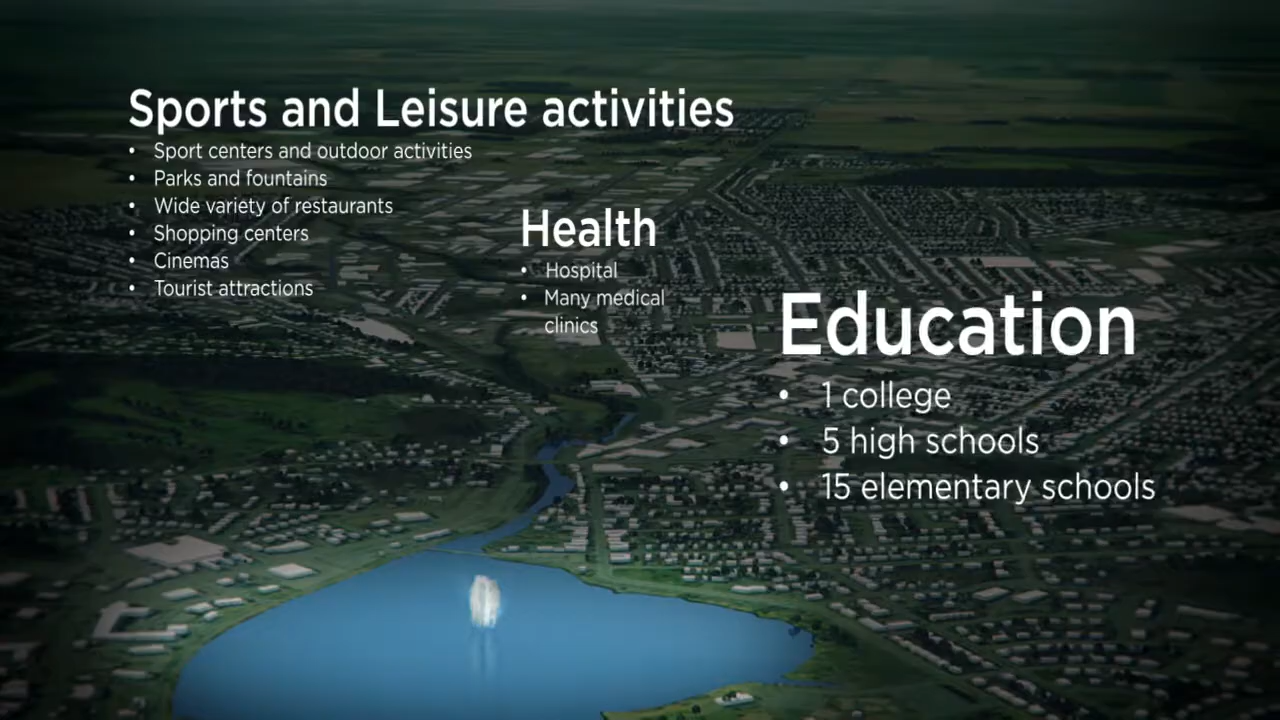 Sports and Leisure activities
• Sport centers and outdoor activities
• Parks and fountains
• Wide variety of restaurants
• Shopping centers
• Cinemas
• Tourist attractions
Health
• Hospital
• Many medical
clinics
Education
• 1 college
• 5 high schools
• 15 elementary schools